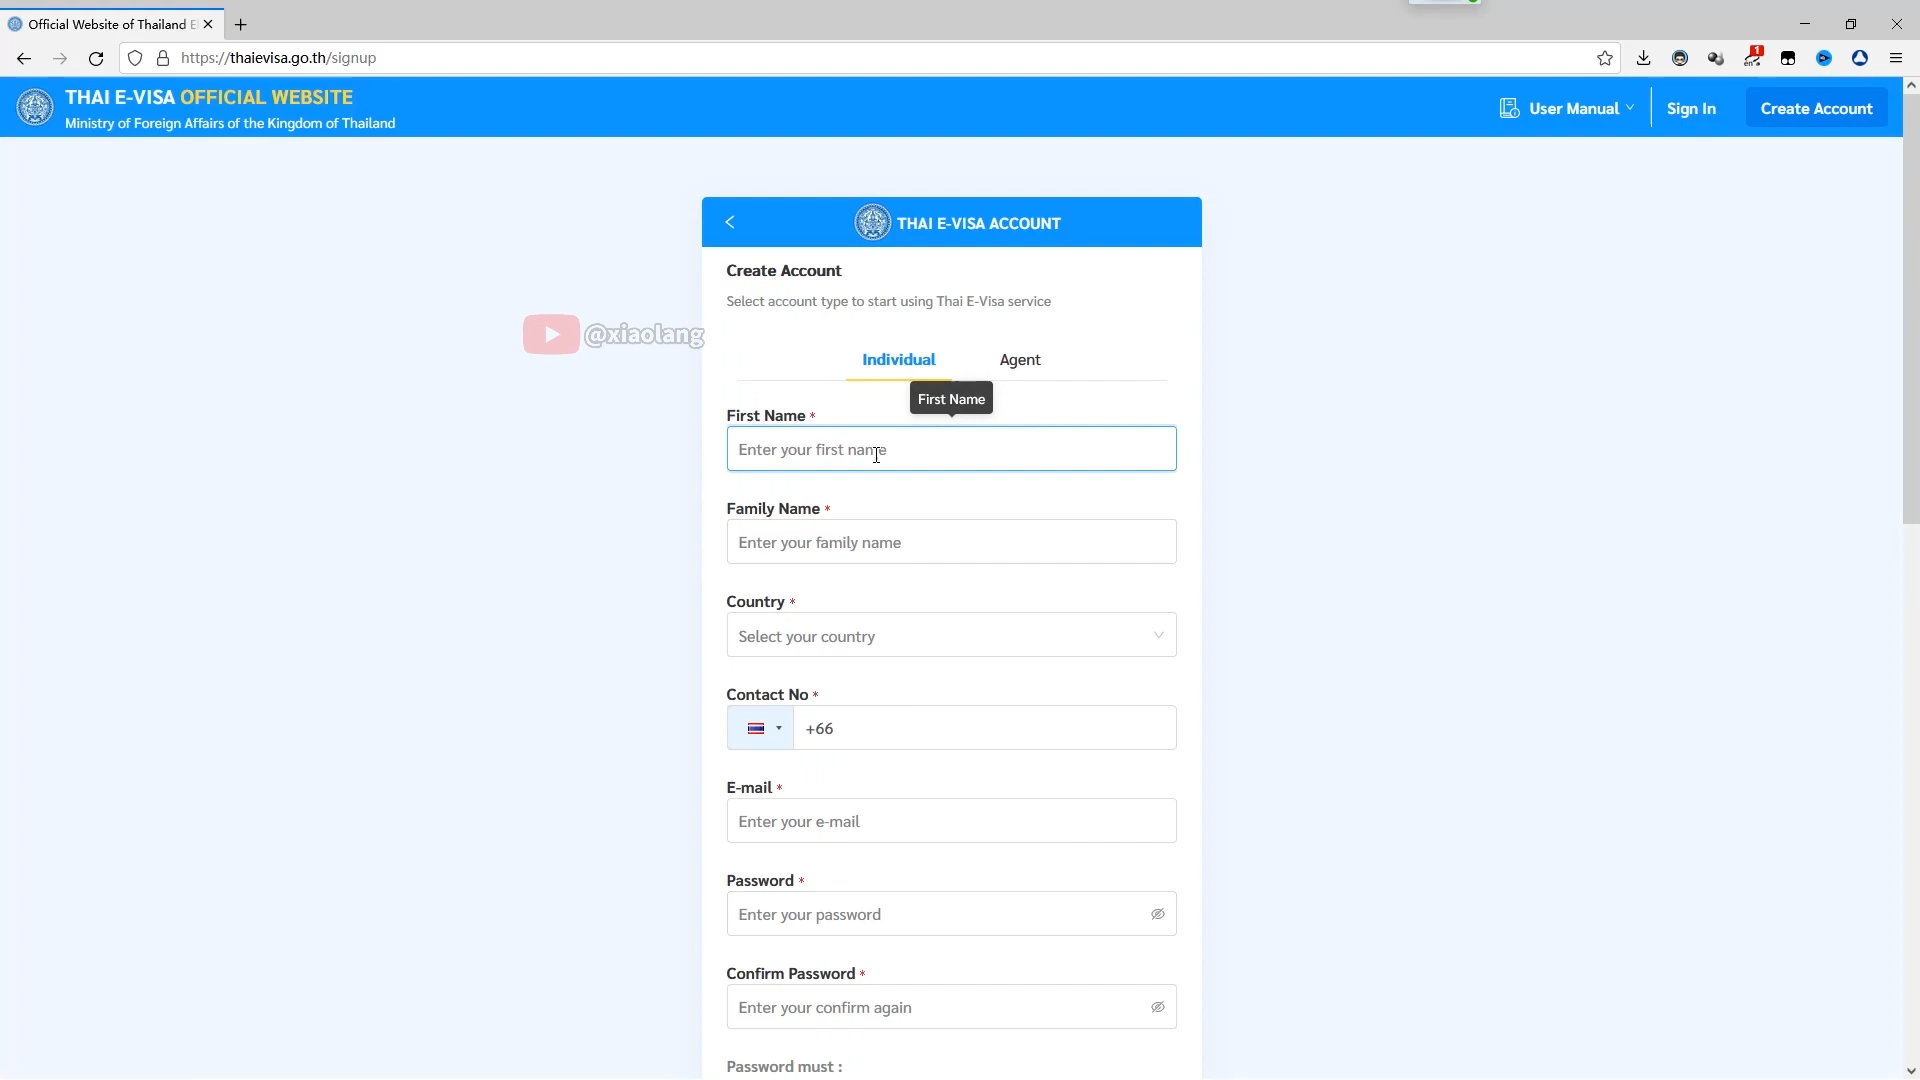 Official Website of Thailand E
https://thaievisa.go.th/signup
1
en
THAI E-VISA OFFICIAL WEBSITE
Ministry of Foreign Affairs of the Kingdom of Thailand
User Manual
Sign In
Create Account
THAI E-VISA ACCOUNT
Create Account
Select account type to start using Thai E-Visa service
@xiaolang
Individual
Agent
First Name
First Name *
Enter your first name
Family Name *
Enter your family name
Country *
Select your country
Contact No *
+66
E-mail *
Enter your e-mail
Password *
Enter your password
Confirm Password *
Enter your confirm again
Password must :